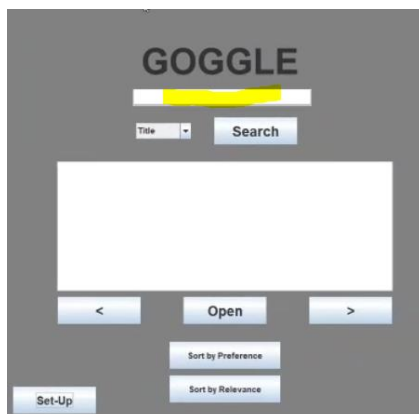 GOGGLE
Title Search
< Open >
Sort by Preference
Sort by Relevance
Set-Up